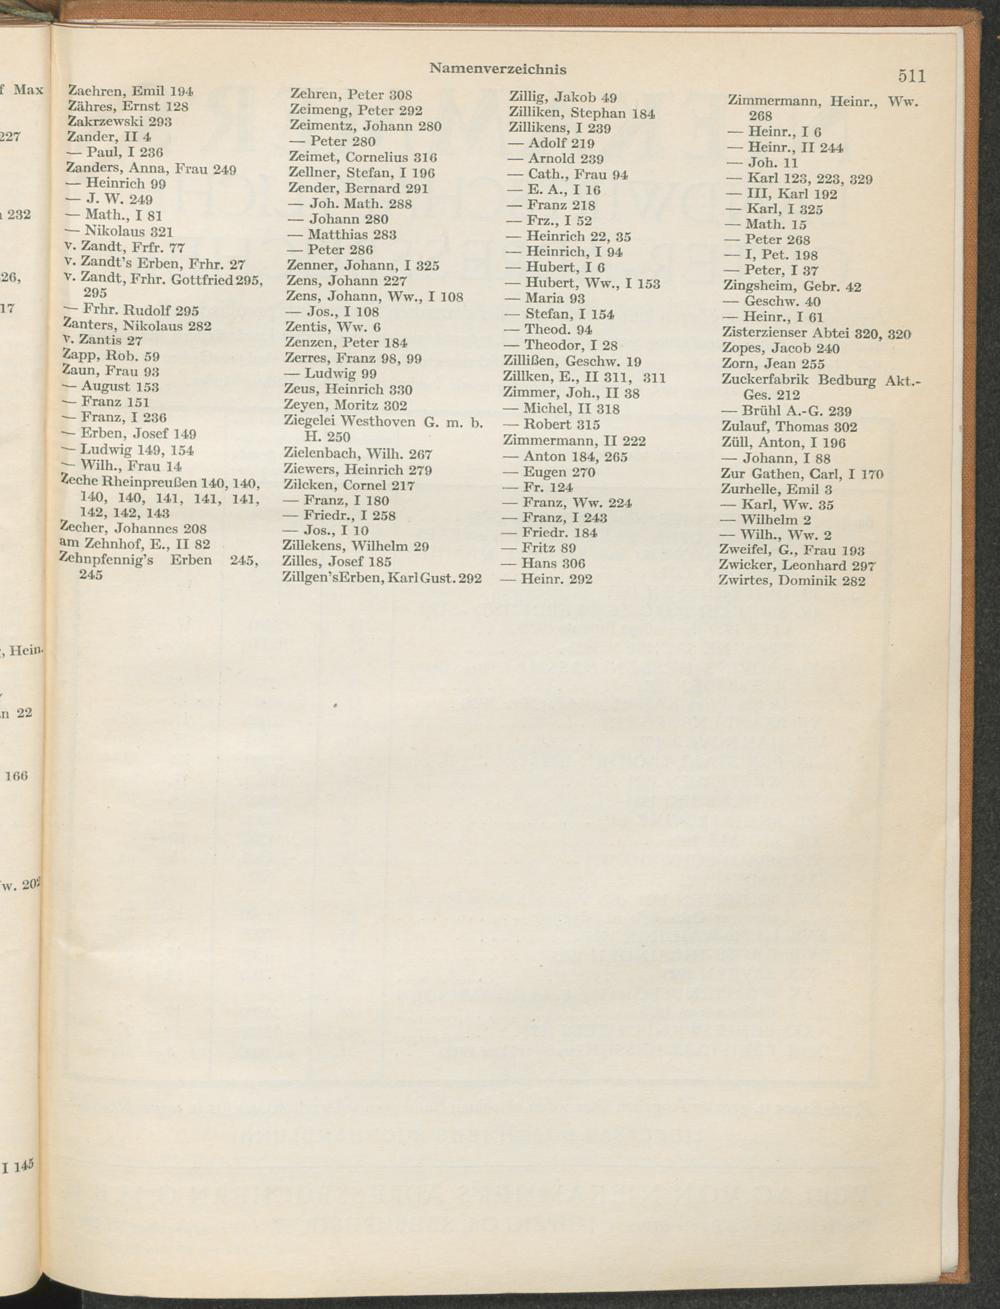 Namenverzeichnis
511
f Max
227
232
26,
17
, Hein.
n 22
166
w. 202
I 145
Zaehren, Emil 194
Zähres, Ernst 128
Zakrzewski 293
Zander, II 4
— Paul, I 236
Zanders, Anna, Frau 249
— Heinrich 99
— J. W. 249
— Math., I 81
— Nikolaus 321
v. Zandt, Frfr. 77
v. Zandt's Erben, Frhr. 27
v. Zandt, Frhr. Gottfried 295,
295
— Frhr. Rudolf 295
Zanters, Nikolaus 282
v. Zantis 27
Zapp, Rob. 59
Zaun, Frau 93
— August 153
— Franz 151
— Franz, I 236
— Erben, Josef 149
— Ludwig 149, 154
— Wilh., Frau 14
Zeche Rheinpreußen 140, 140,
140, 140, 141, 141, 141,
142, 142, 143
Zecher, Johannes 208
am Zehnhof, E., II 82
Zehnpfennig's Erben 245,
245
Zehren, Peter 308
Zeimeng, Peter 292
Zeimentz, Johann 280
— Peter 280
Zeimet, Cornelius 316
Zellner, Stefan, I 196
Zender, Bernard 291
— Joh. Math. 288
— Johann 280
— Matthias 283
— Peter 286
Zenner, Johann, I 325
Zens, Johann 227
Zens, Johann, Ww., I 108
— Jos., I 108
Zentis, Ww. 6
Zenzen, Peter 184
Zerres, Franz 98, 99
— Ludwig 99
Zeus, Heinrich 330
Zeyen, Moritz 302
Ziegelei Westhoven G. m. b.
H. 250
Zielenbach, Wilh. 267
Ziewers, Heinrich 279
Zilcken, Cornel 217
— Franz, I 180
— Friedr., I 258
— Jos., I 10
Zillekens, Wilhelm 29
Zilles, Josef 185
Zillgen's Erben, Karl Gust. 292
Zillig, Jakob 49
Zilliken, Stephan 184
Zillikens, I 239
— Adolf 219
— Arnold 239
— Cath., Frau 94
— E. A., I 16
— Franz 218
— Frz., I 52
— Heinrich 22, 35
— Heinrich, I 94
— Hubert, I 6
— Hubert, Ww., I 153
— Maria 93
— Stefan, I 154
— Theod. 94
— Theodor, I 28
Zillißen, Geschw. 19
Zillken, E., II 311, 311
Zimmer, Joh., II 38
— Michel, II 318
— Robert 315
Zimmermann, II 222
— Anton 184, 265
— Eugen 270
— Fr. 124
— Franz, Ww. 224
— Franz, I 243
— Friedr. 184
— Fritz 89
— Hans 306
— Heinr. 292
Zimmermann, Heinr., Ww.
268
— Heinr., I 6
— Heinr., II 244
— Joh. 11
— Karl 123, 223, 329
— III, Karl 192
— Karl, I 325
— Math. 15
— Peter 268
— I, Pet. 198
— Peter, I 37
Zingsheim, Gebr. 42
— Geschw. 40
— Heinr., I 61
Zisterzienser Abtei 320, 320
Zopes, Jacob 240
Zorn, Jean 255
Zuckerfabrik Bedburg Akt.-
Ges. 212
— Brühl A.-G. 239
Zulauf, Thomas 302
Züll, Anton, I 196
— Johann, I 88
Zur Gathen, Carl, I 170
Zurhelle, Emil 3
— Karl, Ww. 35
— Wilhelm 2
— Wilh., Ww. 2
Zweifel, G., Frau 193
Zwicker, Leonhard 297
Zwirtes, Dominik 282